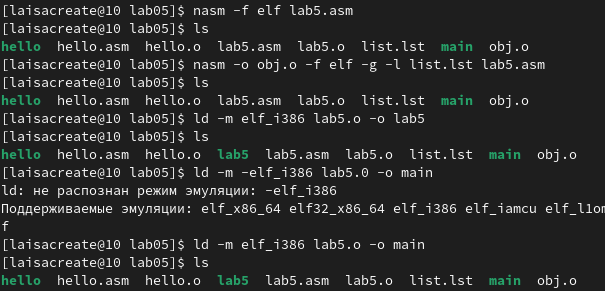 [laisacreate@10 lab05]$ nasm -f elf lab5.asm
[laisacreate@10 lab05]$ ls
hello hello.asm hello.o lab5.asm lab5.o list.lst main obj.o
[laisacreate@10 lab05]$ nasm -o obj.o -f elf -g -l list.lst lab5.asm
[laisacreate@10 lab05]$ ls
hello hello.asm hello.o lab5.asm lab5.o list.lst main obj.o
[laisacreate@10 lab05]$ ld -m elf_i386 lab5.o -o lab5
[laisacreate@10 lab05]$ ls
hello hello.asm hello.o lab5 lab5.asm lab5.o list.lst main obj.o
[laisacreate@10 lab05]$ ld -m -elf_i386 lab5.0 -o main
ld: не распознан режим эмуляции: -elf_i386
Поддерживаемые эмуляции: elf_x86_64 elf32_x86_64 elf_i386 elf_iamcu elf_l1om
f
[laisacreate@10 lab05]$ ld -m elf_i386 lab5.o -o main
[laisacreate@10 lab05]$ ls
hello hello.asm hello.o lab5 lab5.asm lab5.o list.lst main obj.o